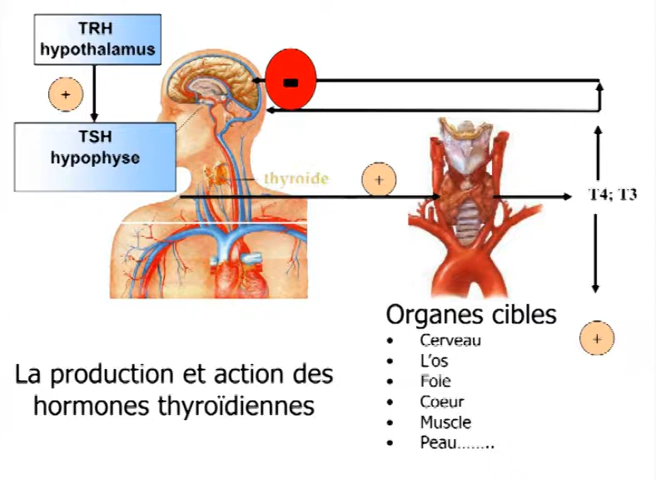 TRH
hypothalamus
+
TSH
hypophyse
-
thyroide
+
T4; T3
Organes cibles
• Cerveau
• L'os
• Foie
• Coeur
• Muscle
• Peau........
+
La production et action des
hormones thyroïdiennes